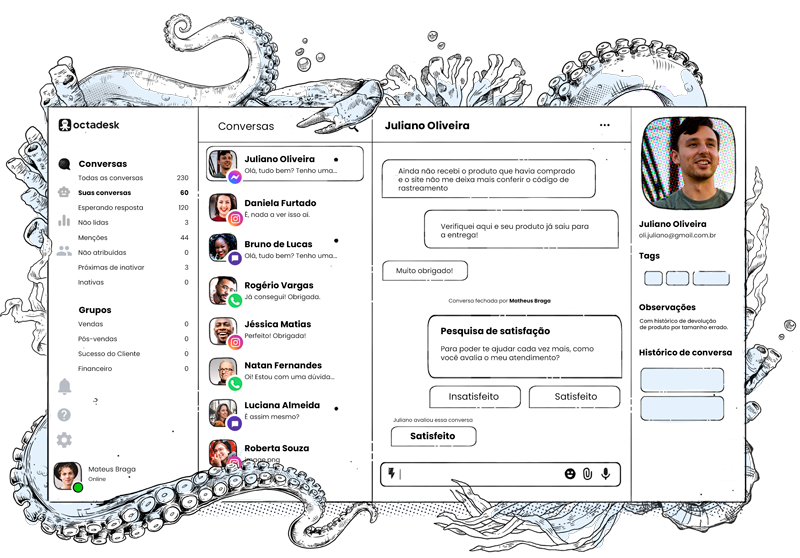 octadesk
Conversas
Todas as conversas 230
Suas conversas 60
Esperando resposta 120
Não lidas 3
Menções 44
Não atribuídas 0
Próximas de inativar 3
Inativas 0
Grupos
Vendas 0
Pós-vendas 0
Sucesso do Cliente 0
Financeiro 0
Mateus Braga
Online
Conversas
Juliano Oliveira
Olá, tudo bem? Tenho uma...
Daniela Furtado
É, nada a ver isso aí.
Bruno de Lucas
Olá, tudo bem? Tenho uma...
Rogério Vargas
Já consegui! Obrigada.
Jéssica Matias
Perfeito! Obrigada!
Natan Fernandes
Oi! Estou com uma dúvida...
Luciana Almeida
É assim mesmo?
Roberta Souza
image.png
Juliano Oliveira
Ainda não recebi o produto que havia comprado
e o site não me deixa mais conferir o código de
rastreamento
Verifiquei aqui e seu produto já saiu para
a entrega!
Muito obrigado!
Conversa fechada por Matheus Braga
Pesquisa de satisfação
Para poder te ajudar cada vez mais, como
você avalia o meu atendimento?
Insatisfeito
Satisfeito
Juliano avaliou essa conversa
Satisfeito
Juliano Oliveira
oli.juliano@gmail.com.br
Tags
Observações
Com histórico de devolução
de produto por tamanho errado.
Histórico de conversa